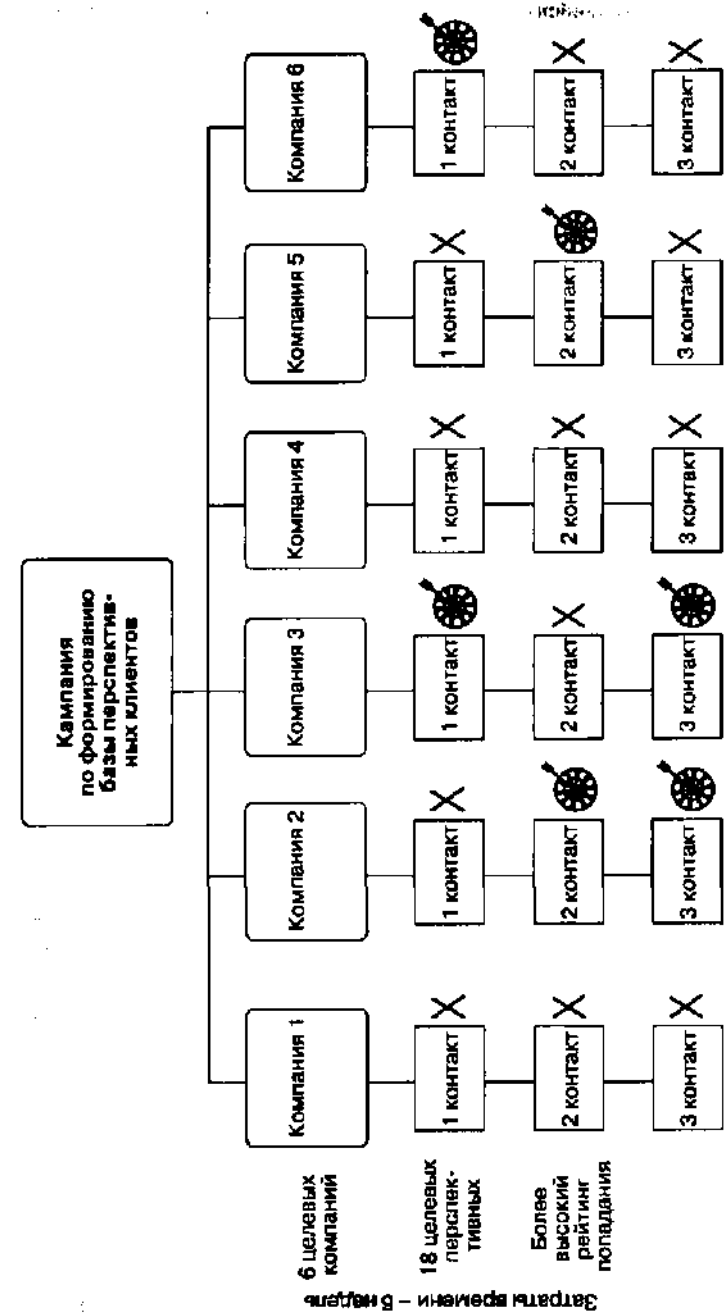 Кампания
по формированию
базы перспектив-
ных клиентов
6 целевых
компаний
Компания 1
Компания 2
Компания 3
Компания 4
Компания 5
Компания 6
18 целевых
перспек-
тивных
1 контакт X
1 контакт X
1 контакт
1 контакт X
1 контакт X
1 контакт
Более
высокий
рейтинг
попадания
2 контакт X
2 контакт
2 контакт X
2 контакт X
2 контакт
2 контакт X
3 контакт X
3 контакт
3 контакт
3 контакт X
3 контакт X
3 контакт X
Затраты времени – 5 недель